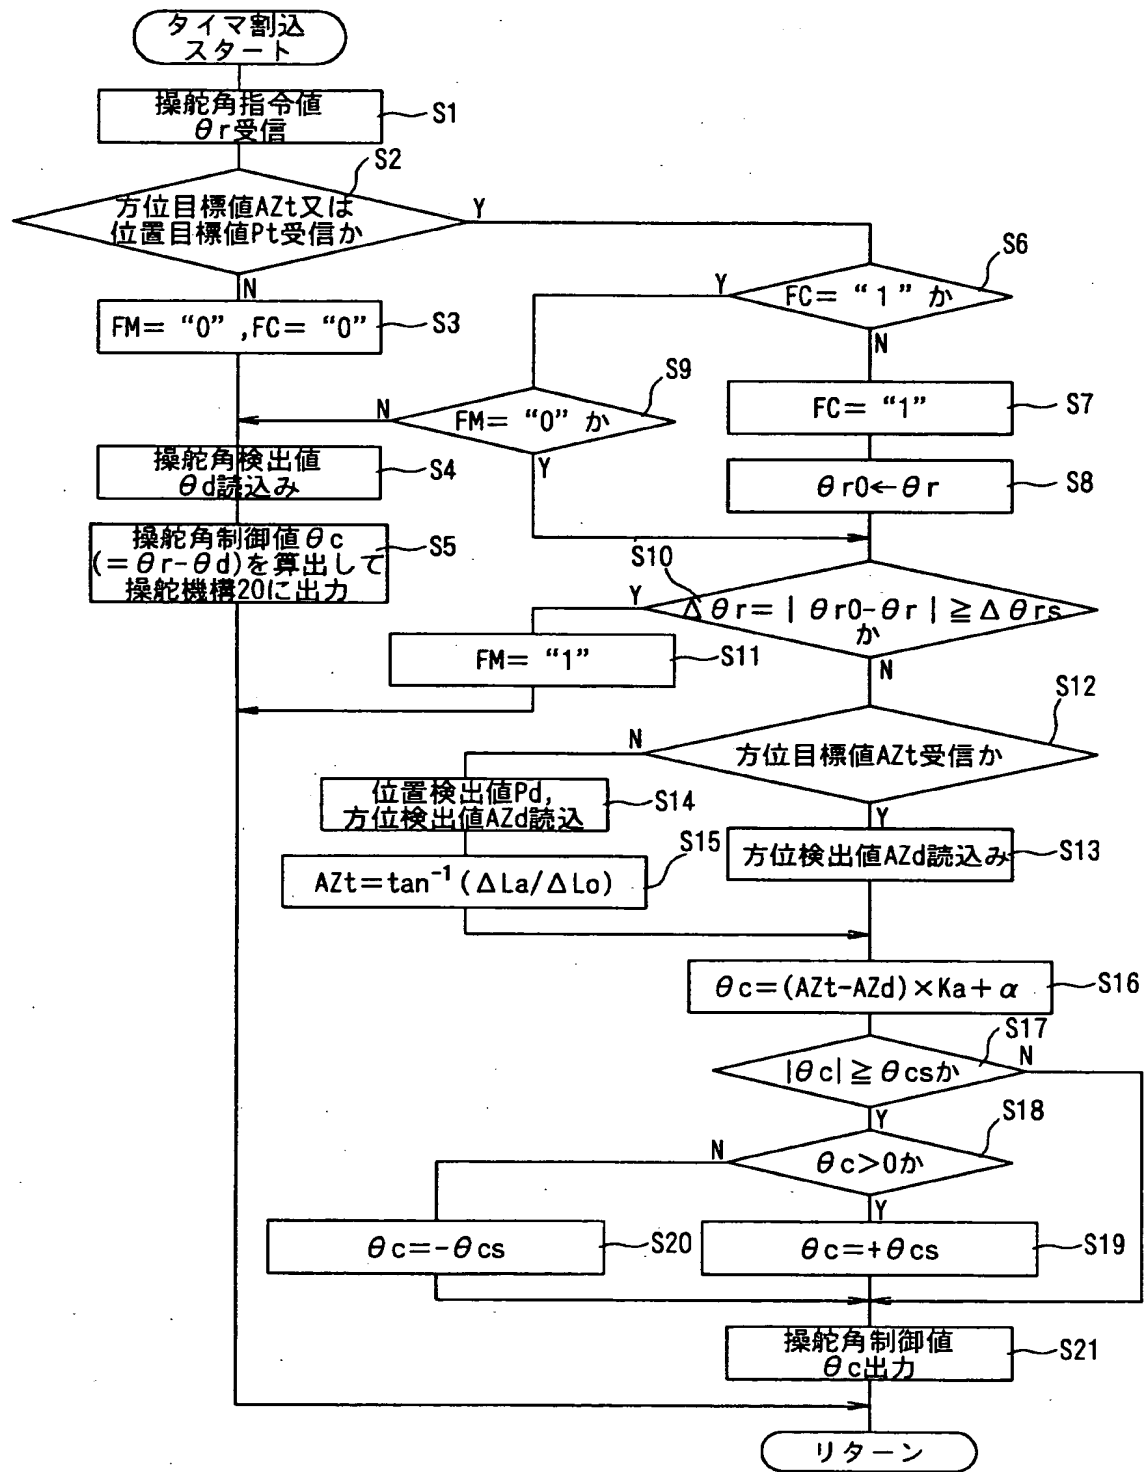 タイマ割込
スタート
操舵角指令値
θr受信
S1
S2
方位目標値AZt又は
位置目標値Pt受信か
Y
N
FM=“0”,FC=“0”
S3
操舵角検出値
θd読込み
S4
操舵角制御値θc
(=θr-θd)を算出して
操舵機構20に出力
S5
S6
FC=“1”か
Y
N
FC=“1”
S7
θr0←θr
S8
S9
FM=“0”か
N
Y
S10
Δθr=|θr0-θr|≧Δθrs
か
Y
N
FM=“1”
S11
S12
方位目標値AZt受信か
N
Y
方位検出値AZd読込み
S13
位置検出値Pd,
方位検出値AZd読込
S14
S15
AZt=tan⁻¹(ΔLa/ΔLo)
θc=(AZt-AZd)×Ka+α
S16
S17
|θc|≧θcsか
N
Y
S18
θc>0か
N
Y
θc=+θcs
S19
θc=-θcs
S20
操舵角制御値
θc出力
S21
リターン